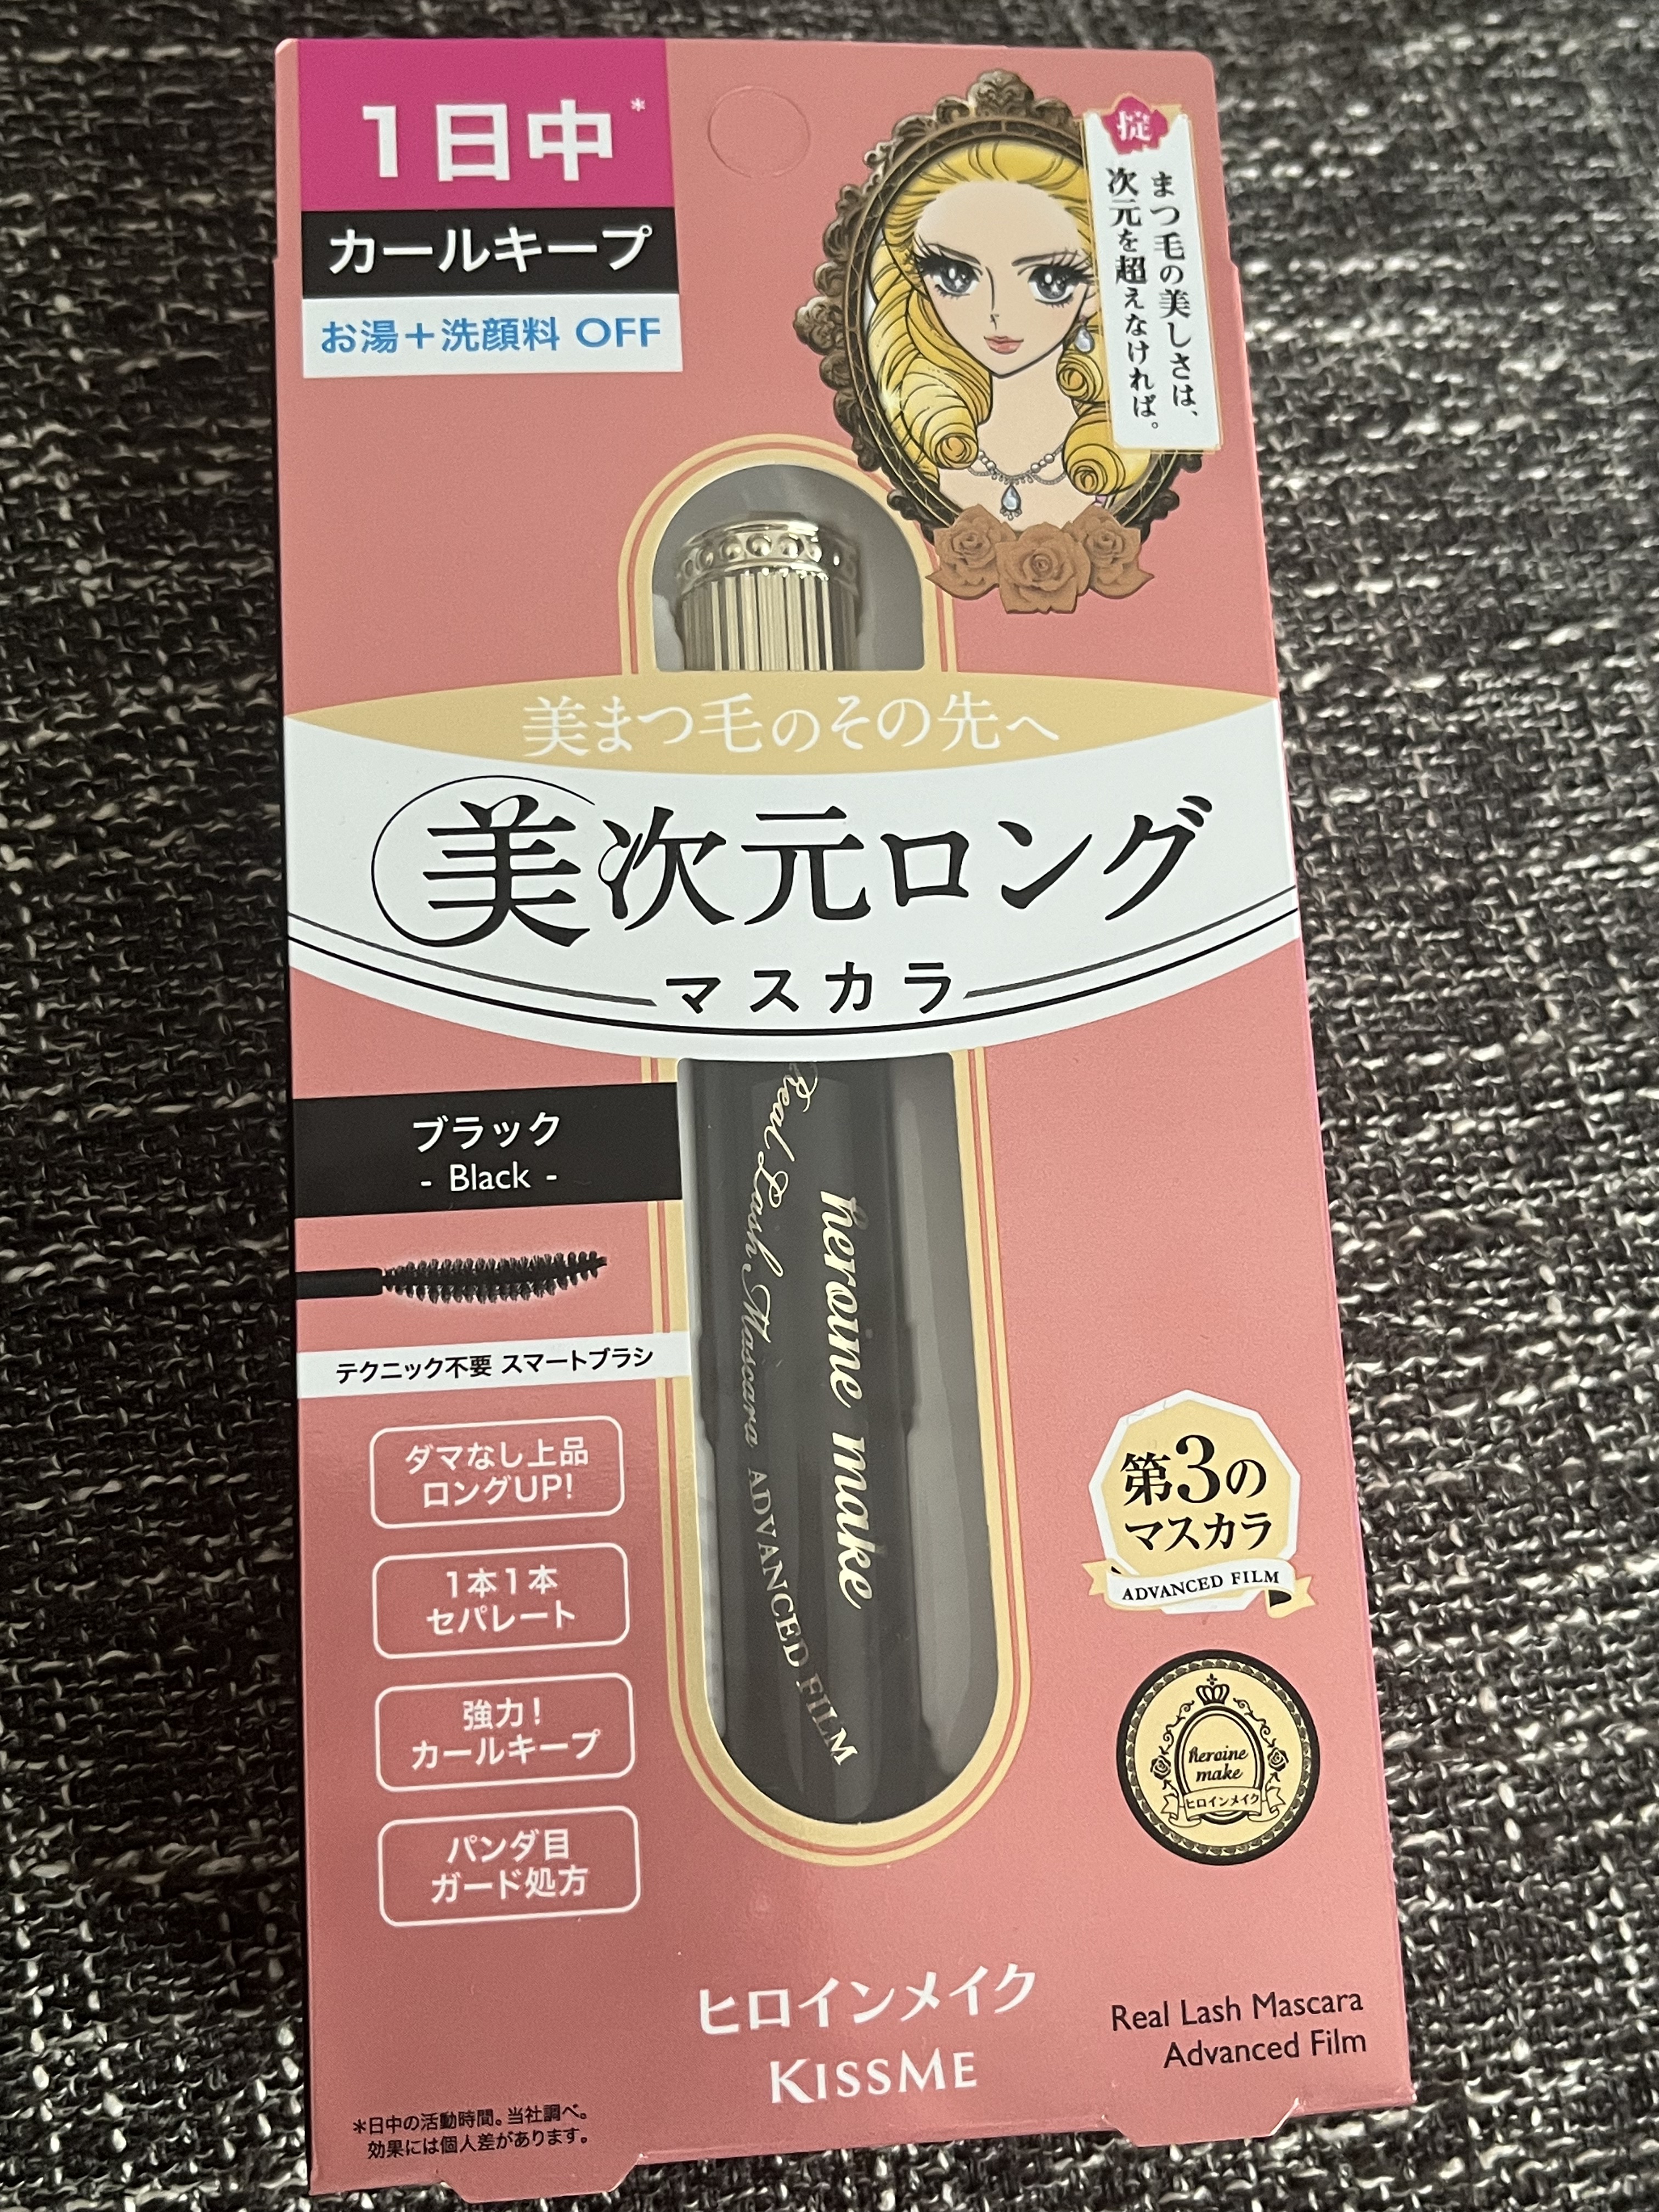 1日中*
カールキープ
お湯＋洗顔料 OFF
掟
まつ毛の美しさは、
次元を超えなければ。
美まつ毛のその先へ
美次元ロング
マスカラ
ブラック
- Black -
テクニック不要 スマートブラシ
ダマなし上品
ロングUP!
1本1本
セパレート
強力!
カールキープ
パンダ目
ガード処方
heroine make
Real Lash Mascara ADVANCED FILM
第3の
マスカラ
ADVANCED FILM
heroine
make
ヒロインメイク
ヒロインメイク
KISSME
Real Lash Mascara
Advanced Film
*日中の活動時間。当社調べ。
効果には個人差があります。